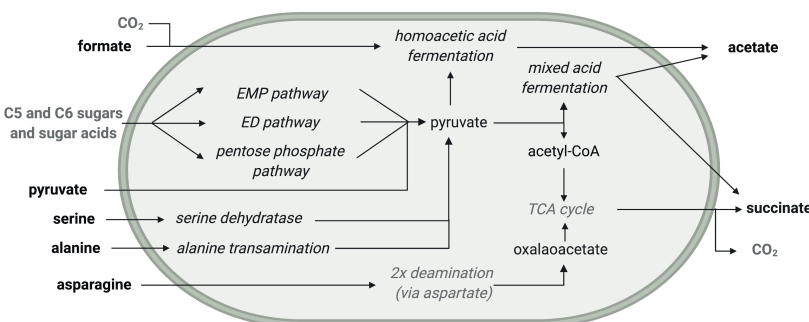 CO₂
formate
homoacetic acid
fermentation
acetate
mixed acid
fermentation
C5 and C6 sugars
and sugar acids
EMP pathway
ED pathway
pentose phosphate
pathway
pyruvate
acetyl-CoA
pyruvate
serine
serine dehydratase
TCA cycle
succinate
alanine
alanine transamination
oxalaoacetate
CO₂
asparagine
2x deamination
(via aspartate)